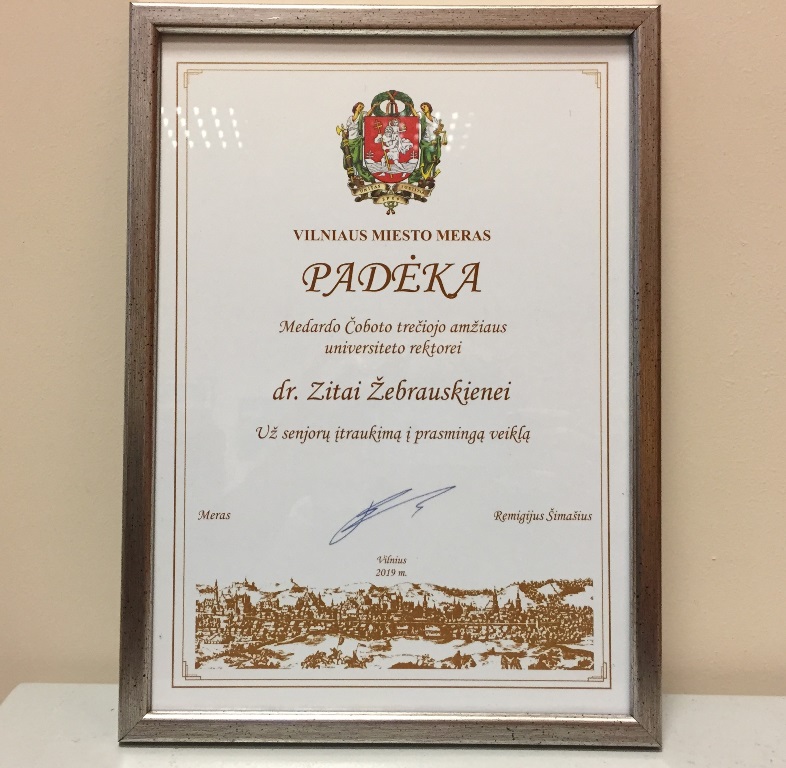 VILNIAUS MIESTO MERAS
PADĖKA
Medardo Čoboto trečiojo amžiaus
universiteto rektorei
dr. Zitai Žebrauskienei
Už senjorų įtraukimą į prasmingą veiklą
Meras Remigijus Šimašius
Vilnius
2019 m.